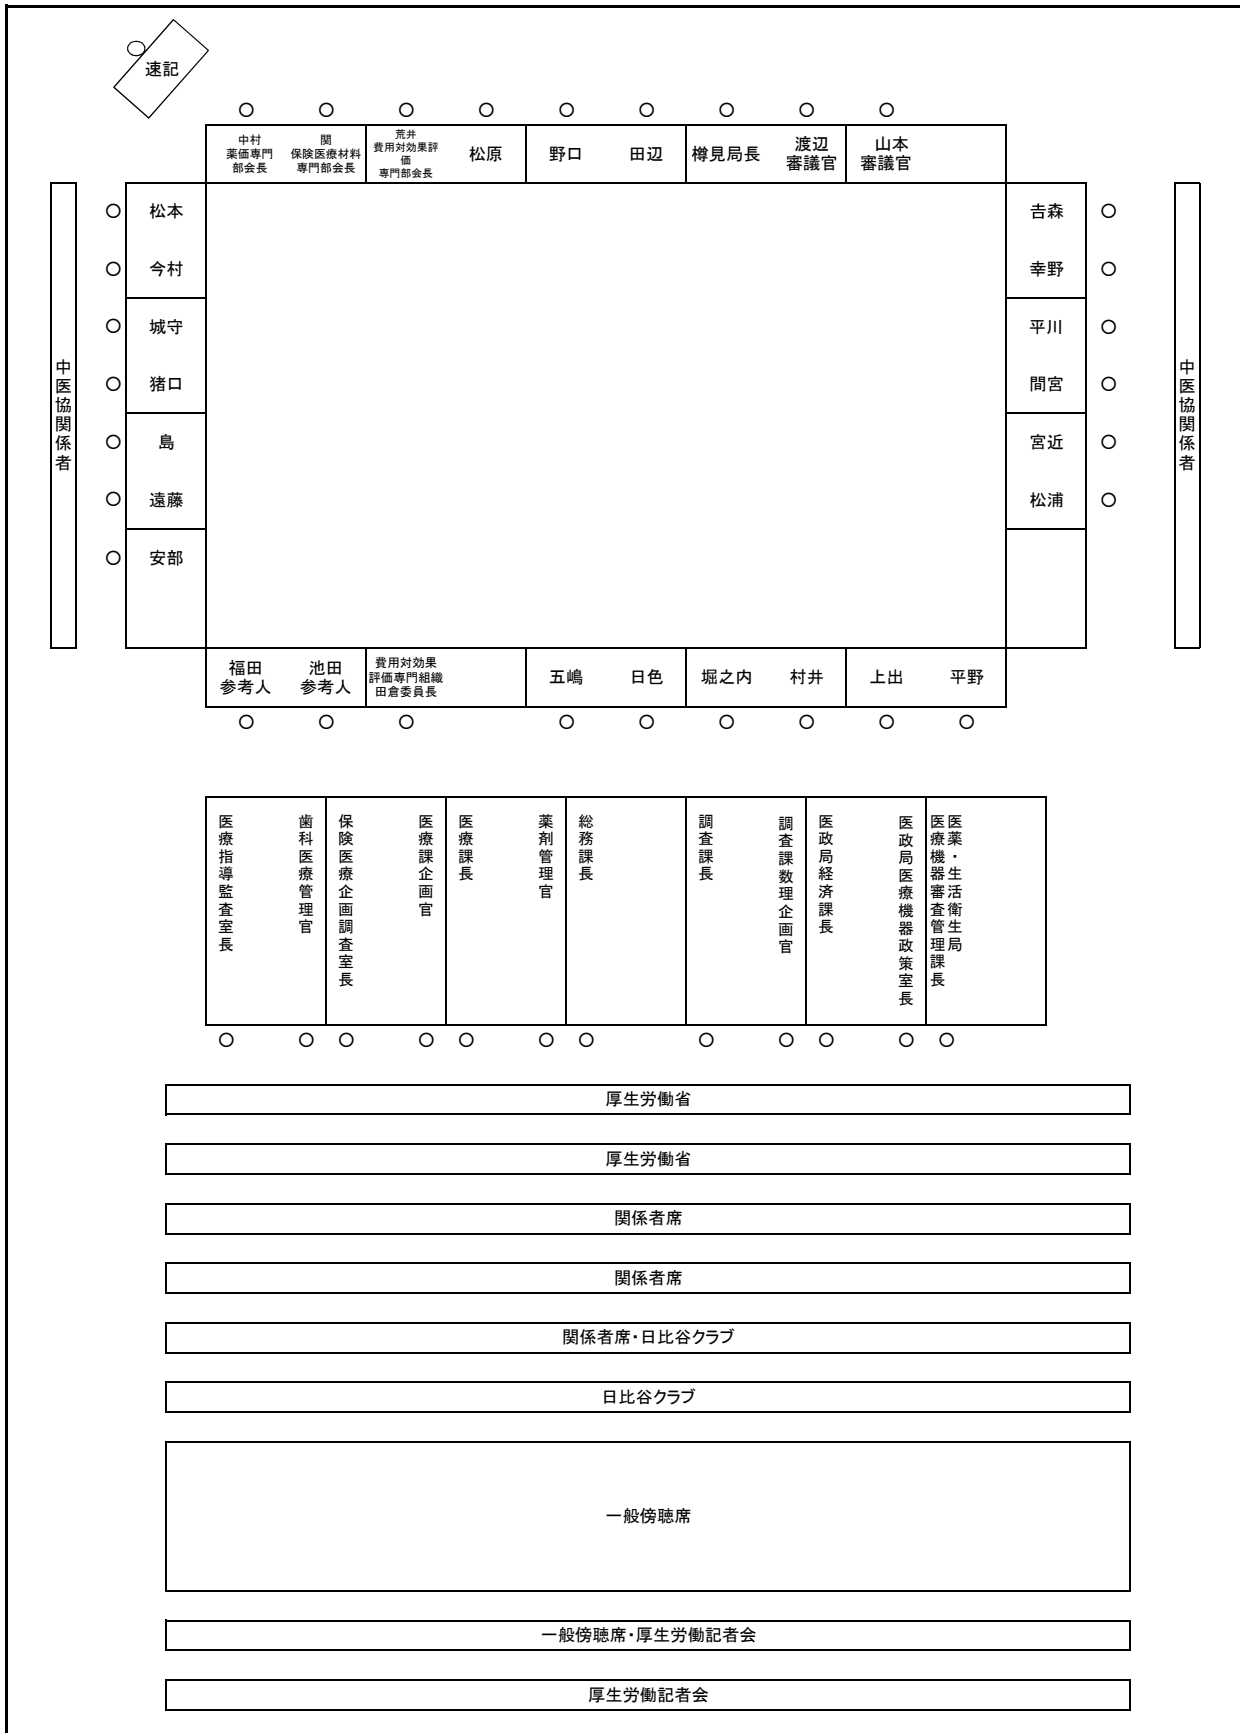 速記
中村
薬価専門
部会長
関
保険医療材料
専門部会長
荒井
費用対効果評
価
専門部会長
松原
野口
田辺
樽見局長
渡辺
審議官
山本
審議官
中医協関係者
松本
今村
城守
猪口
島
遠藤
安部
吉森
幸野
平川
間宮
宮近
松浦
中医協関係者
福田
参考人
池田
参考人
費用対効果
評価専門組織
田倉委員長
五嶋
日色
堀之内
村井
上出
平野
医療指導監査室長
歯科医療管理官
保険医療企画調査室長
医療課企画官
医療課長
薬剤管理官
総務課長
調査課長
調査課数理企画官
医政局経済課長
医政局医療機器政策室長
医薬・生活衛生局
医療機器審査管理課長
厚生労働省
厚生労働省
関係者席
関係者席
関係者席・日比谷クラブ
日比谷クラブ
一般傍聴席
一般傍聴席・厚生労働記者会
厚生労働記者会